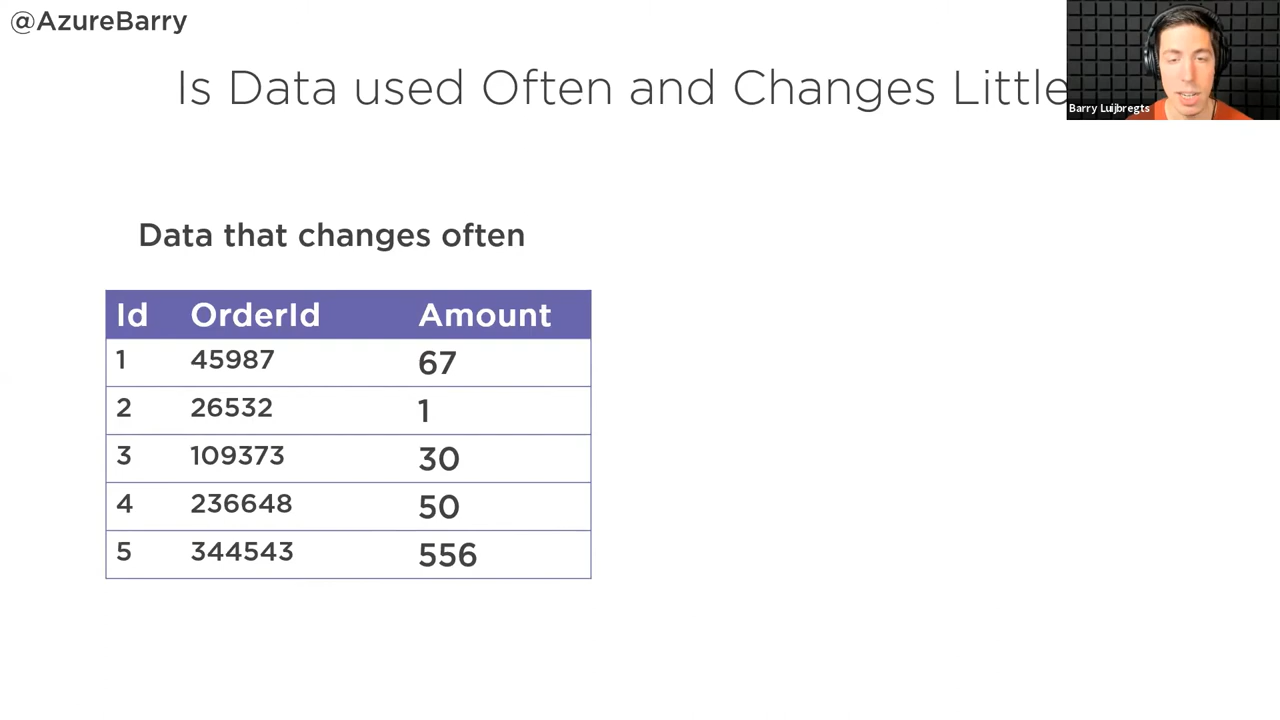 @AzureBarry
Is Data used Often and Changes Little
Barry Luijbregts
Data that changes often
Id OrderId Amount
1 45987 67
2 26532 1
3 109373 30
4 236648 50
5 344543 556